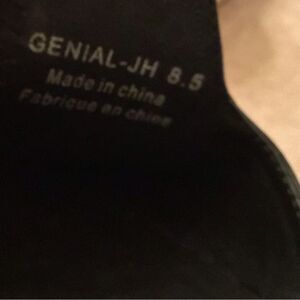 GENIAL-JH 8.5
Made in china
Fabrique en chine